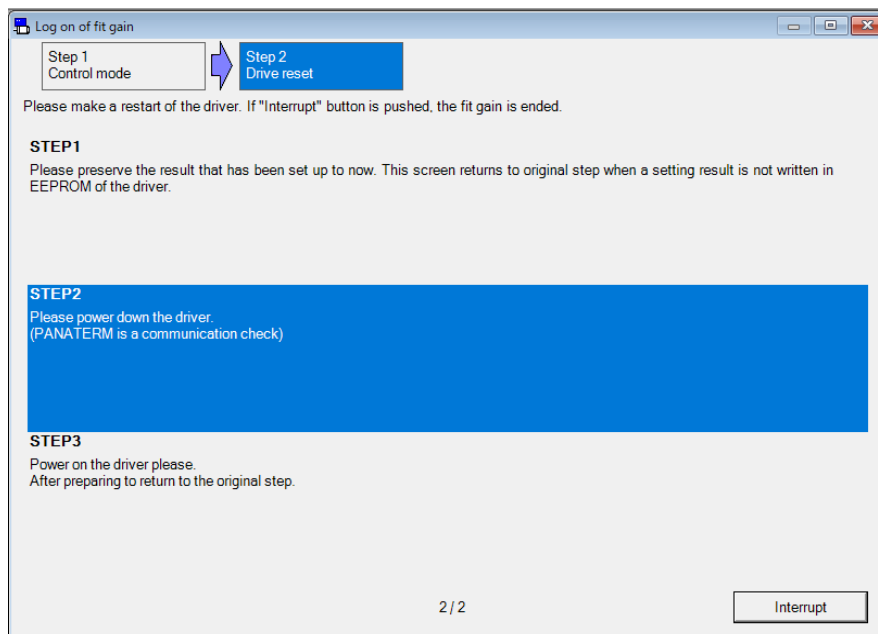 Log on of fit gain
Step 1
Control mode
Step 2
Drive reset
Please make a restart of the driver. If "Interrupt" button is pushed, the fit gain is ended.
STEP1
Please preserve the result that has been set up to now. This screen returns to original step when a setting result is not written in
EEPROM of the driver.
STEP2
Please power down the driver.
(PANATERM is a communication check)
STEP3
Power on the driver please.
After preparing to return to the original step.
2 / 2
Interrupt